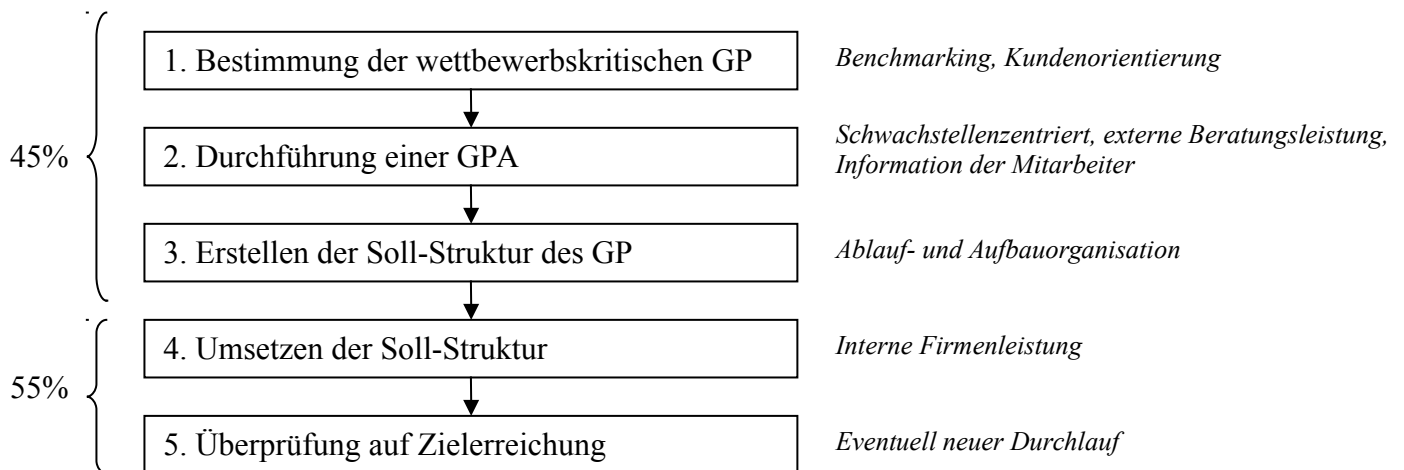 1. Bestimmung der wettbewerbskritischen GP
Benchmarking, Kundenorientierung
45%
2. Durchführung einer GPA
Schwachstellenzentriert, externe Beratungsleistung,
Information der Mitarbeiter
3. Erstellen der Soll-Struktur des GP
Ablauf- und Aufbauorganisation
55%
4. Umsetzen der Soll-Struktur
Interne Firmenleistung
5. Überprüfung auf Zielerreichung
Eventuell neuer Durchlauf